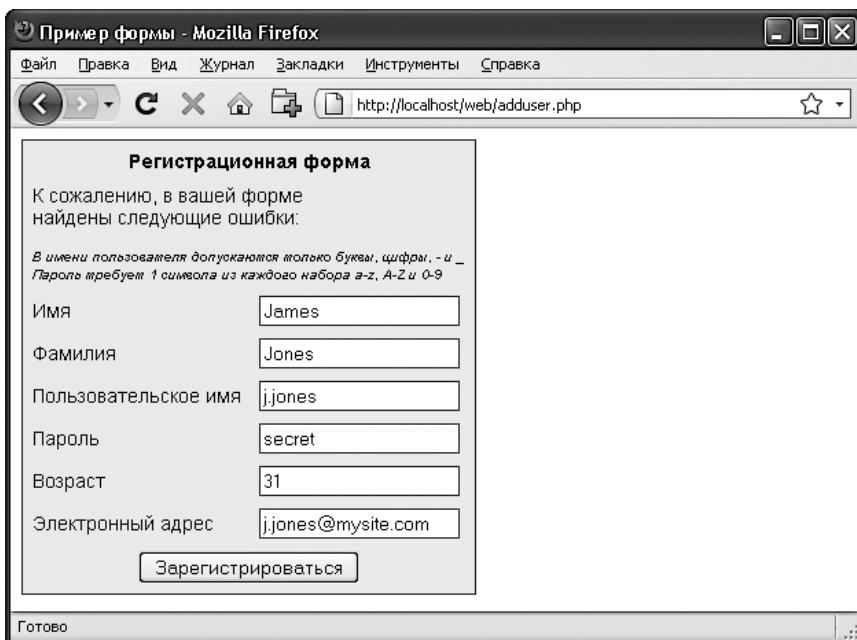 Пример формы - Mozilla Firefox
Файл Правка Вид Журнал Закладки Инструменты Справка
http://localhost/web/adduser.php
Регистрационная форма
К сожалению, в вашей форме
найдены следующие ошибки:
В имени пользователя допускаются только буквы, цифры, - и _
Пароль требует 1 символа из каждого набора a-z, A-Z и 0-9
Имя James
Фамилия Jones
Пользовательское имя j.jones
Пароль secret
Возраст 31
Электронный адрес j.jones@mysite.com
Зарегистрироваться
Готово